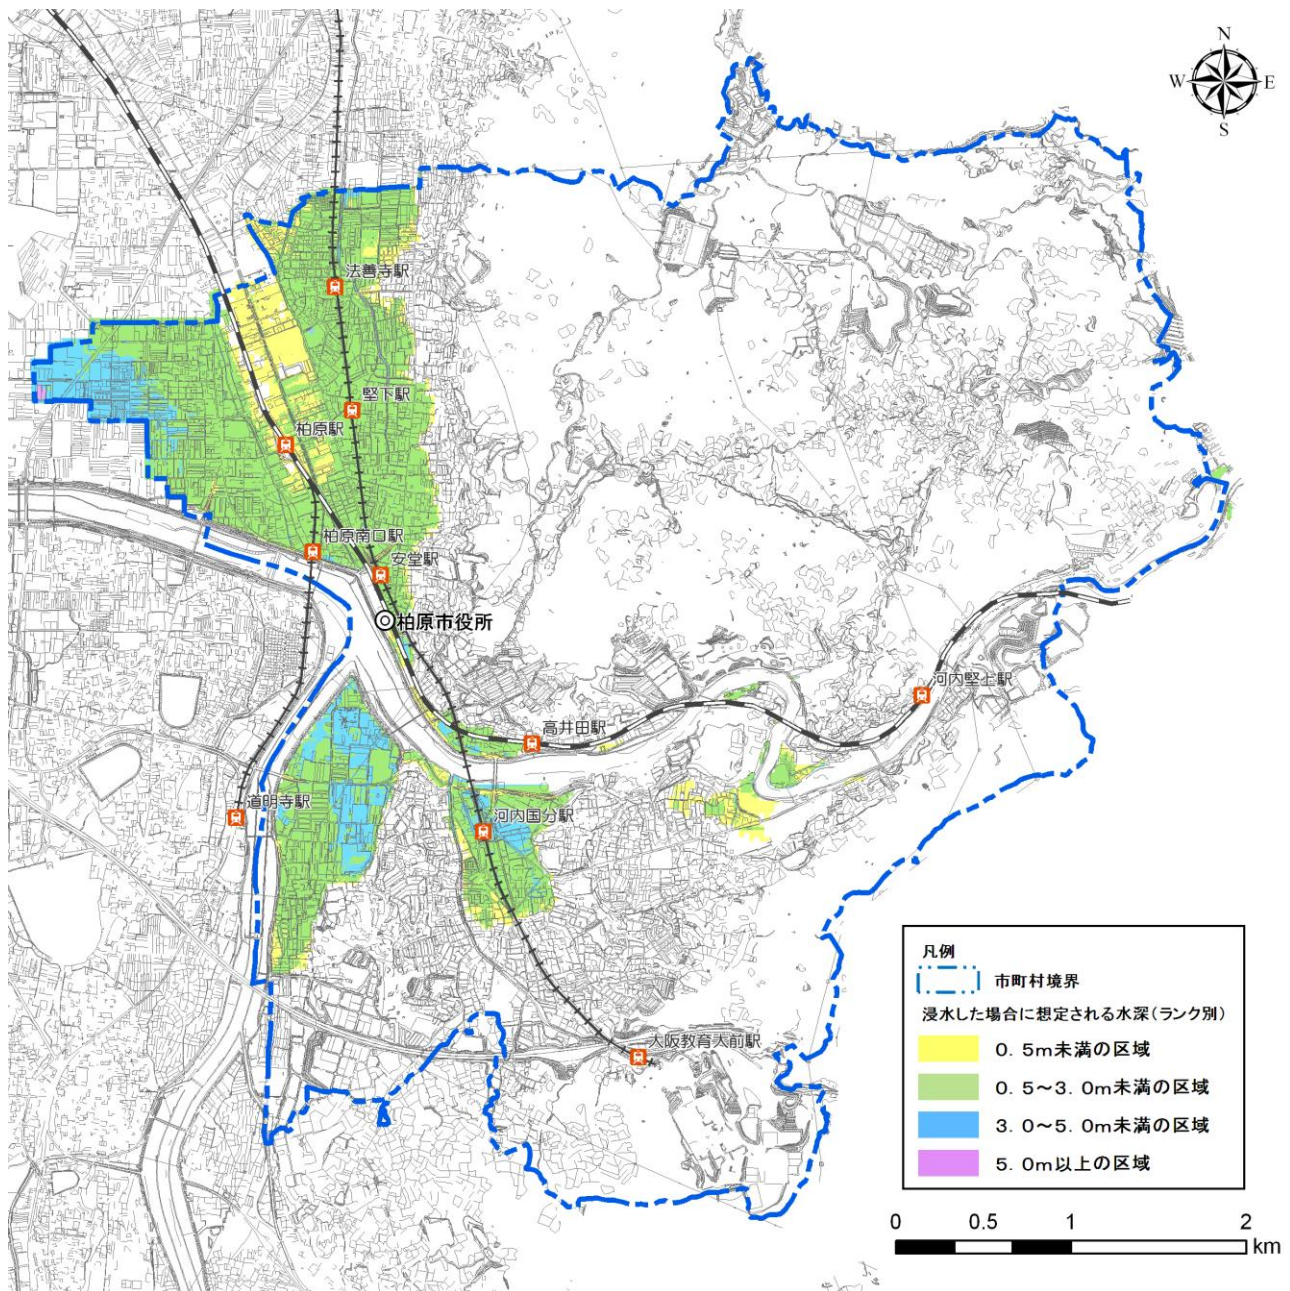 N
W E
S
法善寺駅
堅下駅
柏原駅
柏原南口駅
安堂駅
柏原市役所
河内堅上駅
高井田駅
道明寺駅
河内国分駅
大阪教育大前駅
凡例
市町村境界
浸水した場合に想定される水深(ランク別)
０．５ｍ未満の区域
０．５～３．０ｍ未満の区域
３．０～５．０ｍ未満の区域
５．０ｍ以上の区域
0 0.5 1 2
km